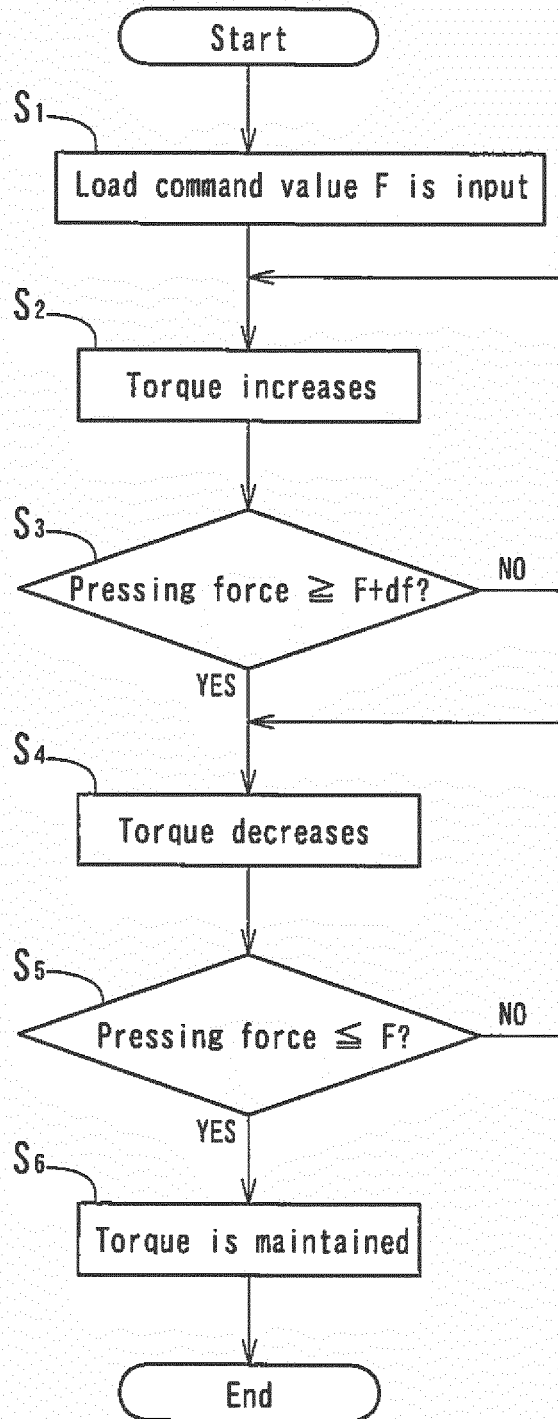 Start
S1
Load command value F is input
S2
Torque increases
S3
Pressing force ≧ F+df?
NO
YES
S4
Torque decreases
S5
Pressing force ≦ F?
NO
YES
S6
Torque is maintained
End